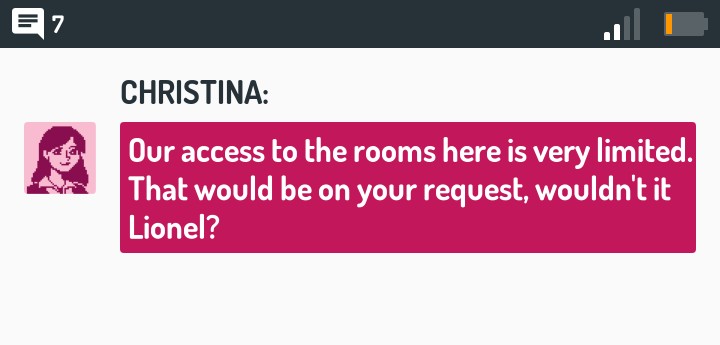 7
CHRISTINA:
Our access to the rooms here is very limited.
That would be on your request, wouldn't it
Lionel?